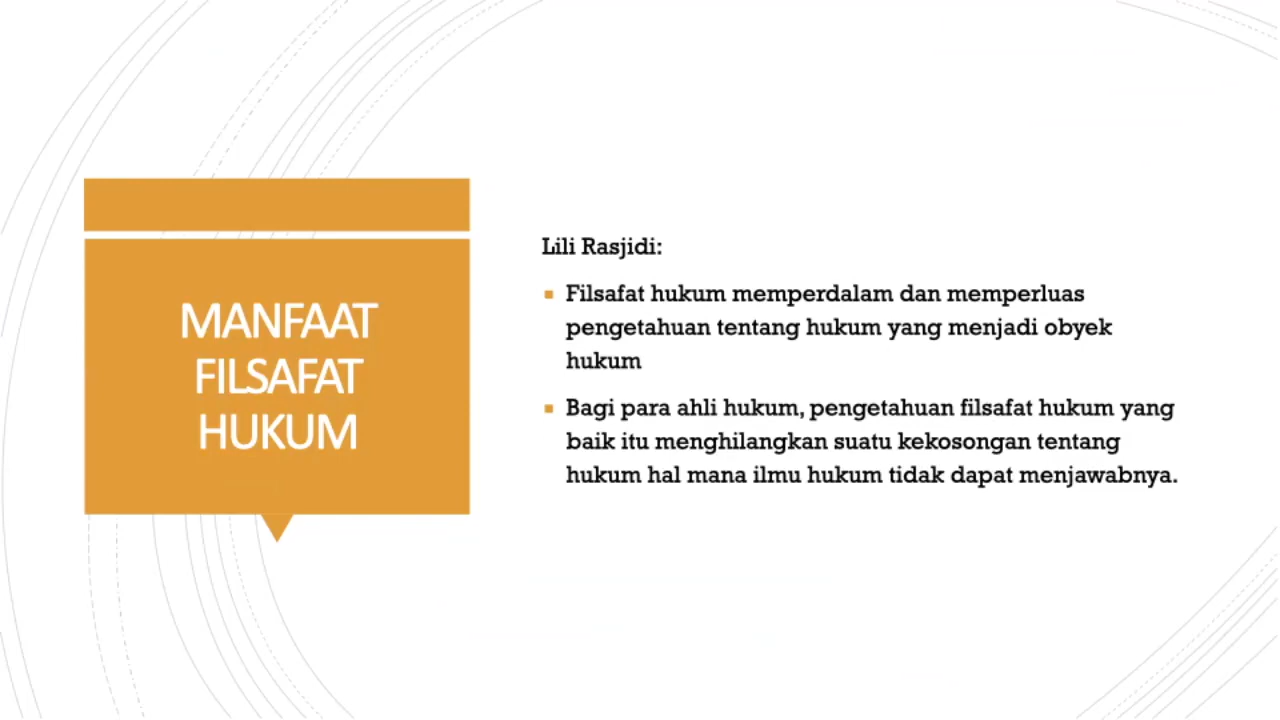 MANFAAT
FILSAFAT
HUKUM
Lili Rasjidi:
Filsafat hukum memperdalam dan memperluas
pengetahuan tentang hukum yang menjadi obyek
hukum
Bagi para ahli hukum, pengetahuan filsafat hukum yang
baik itu menghilangkan suatu kekosongan tentang
hukum hal mana ilmu hukum tidak dapat menjawabnya.